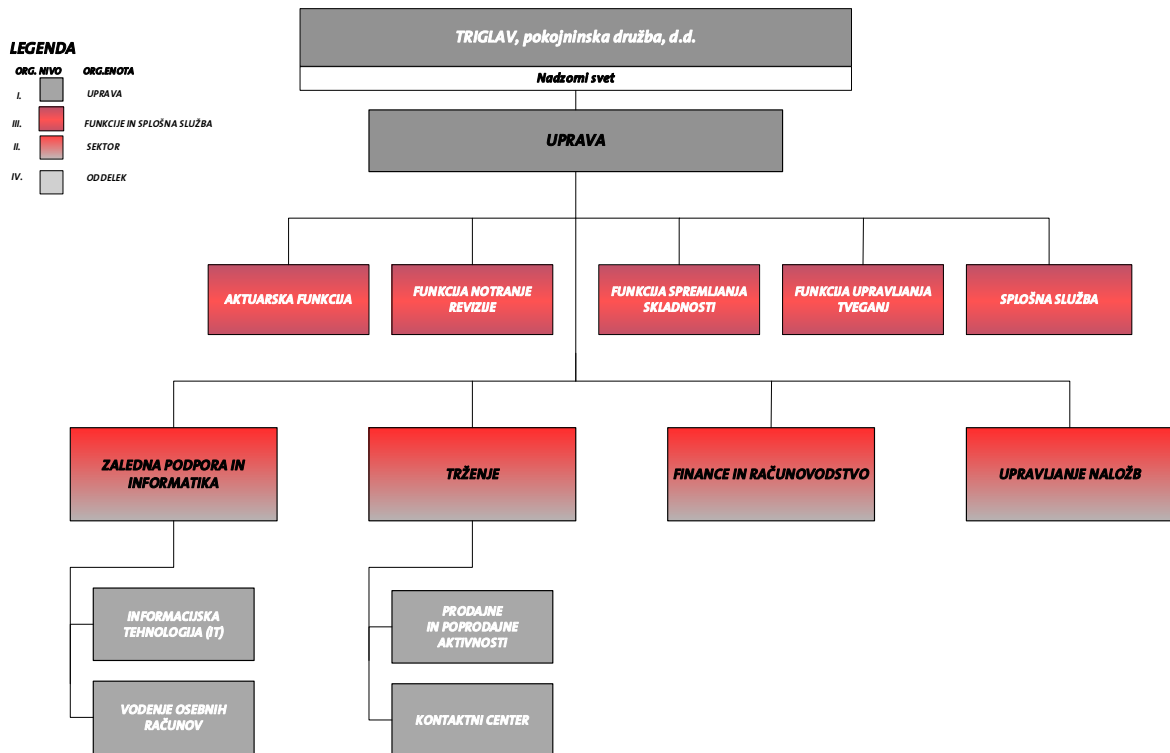 TRIGLAV, pokojninska družba, d.d.
Nadzorni svet
LEGENDA
ORG. NIVO ORG.ENOTA
I. UPRAVA
III. FUNKCIJE IN SPLOŠNA SLUŽBA
II. SEKTOR
IV. ODDELEK
UPRAVA
AKTUARSKA FUNKCIJA
FUNKCIJA NOTRANJE
REVIZIJE
FUNKCIJA SPREMLJANJA
SKLADNOSTI
FUNKCIJA UPRAVLJANJA
TVEGANJ
SPLOŠNA SLUŽBA
ZALEDNA PODPORA IN
INFORMATIKA
TRŽENJE
FINANCE IN RAČUNOVODSTVO
UPRAVLJANJE NALOŽB
INFORMACIJSKA
TEHNOLOGIJA (IT)
VODENJE OSEBNIH
RAČUNOV
PRODAJNE
IN POPRODAJNE
AKTIVNOSTI
KONTAKTNI CENTER